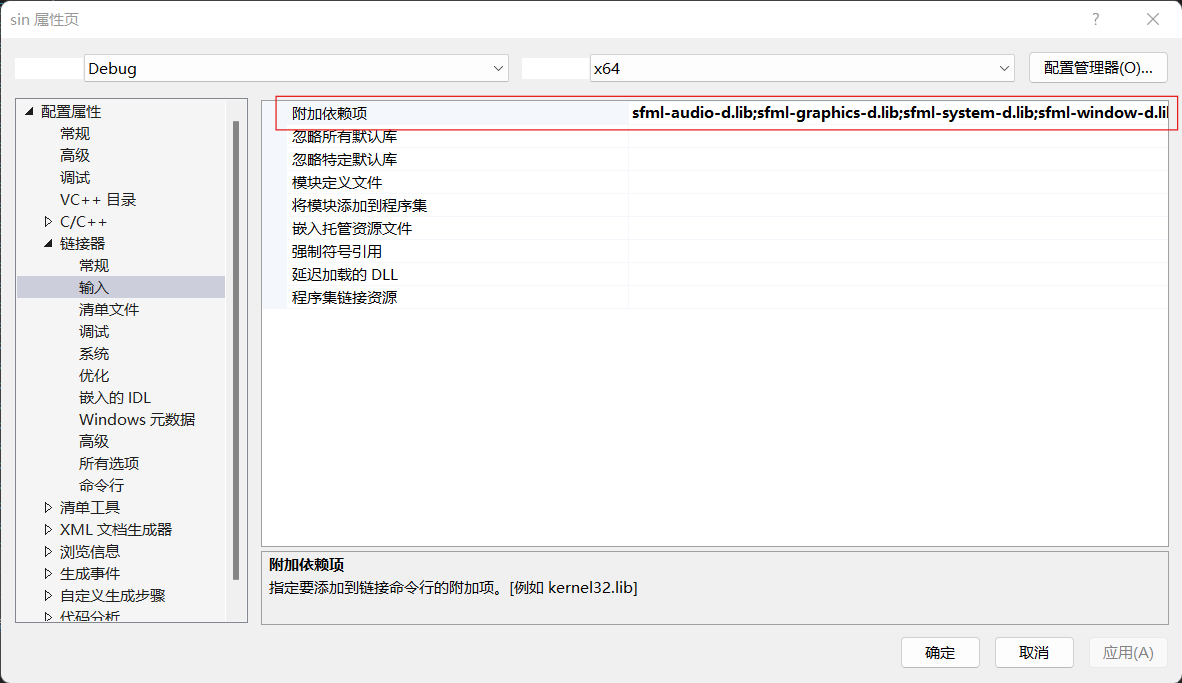 sin 属性页
Debug
x64
配置管理器(O)...
配置属性
常规
高级
调试
VC++ 目录
C/C++
链接器
常规
输入
清单文件
调试
系统
优化
嵌入的 IDL
Windows 元数据
高级
所有选项
命令行
清单工具
XML 文档生成器
浏览信息
生成事件
自定义生成步骤
代码分析
附加依赖项 sfml-audio-d.lib;sfml-graphics-d.lib;sfml-system-d.lib;sfml-window-d.lib
忽略所有默认库
忽略特定默认库
模块定义文件
将模块添加到程序集
嵌入托管资源文件
强制符号引用
延迟加载的 DLL
程序集链接资源
附加依赖项
指定要添加到链接命令行的附加项。[例如 kernel32.lib]
确定
取消
应用(A)